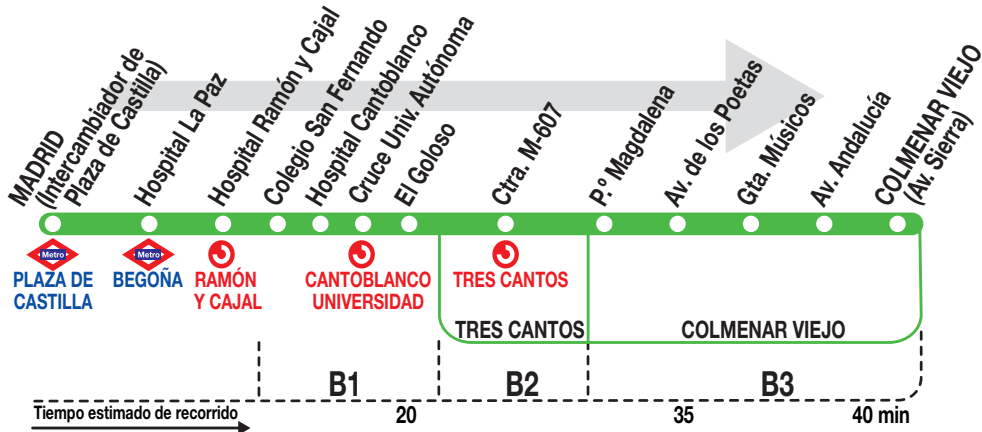 MADRID
(Intercambiador de
Plaza de Castilla)
Hospital La Paz
Hospital Ramón y Cajal
Colegio San Fernando
Hospital Cantoblanco
Cruce Univ. Autónoma
El Goloso
Ctra. M-607
P.º Magdalena
Av. de los Poetas
Gta. Músicos
Av. Andalucía
COLMENAR VIEJO
(Av. Sierra)
Metro
PLAZA DE
CASTILLA
Metro
BEGOÑA
RAMÓN
Y CAJAL
CANTOBLANCO
UNIVERSIDAD
TRES CANTOS
TRES CANTOS
COLMENAR VIEJO
B1
B2
B3
Tiempo estimado de recorrido
20
35
40 min